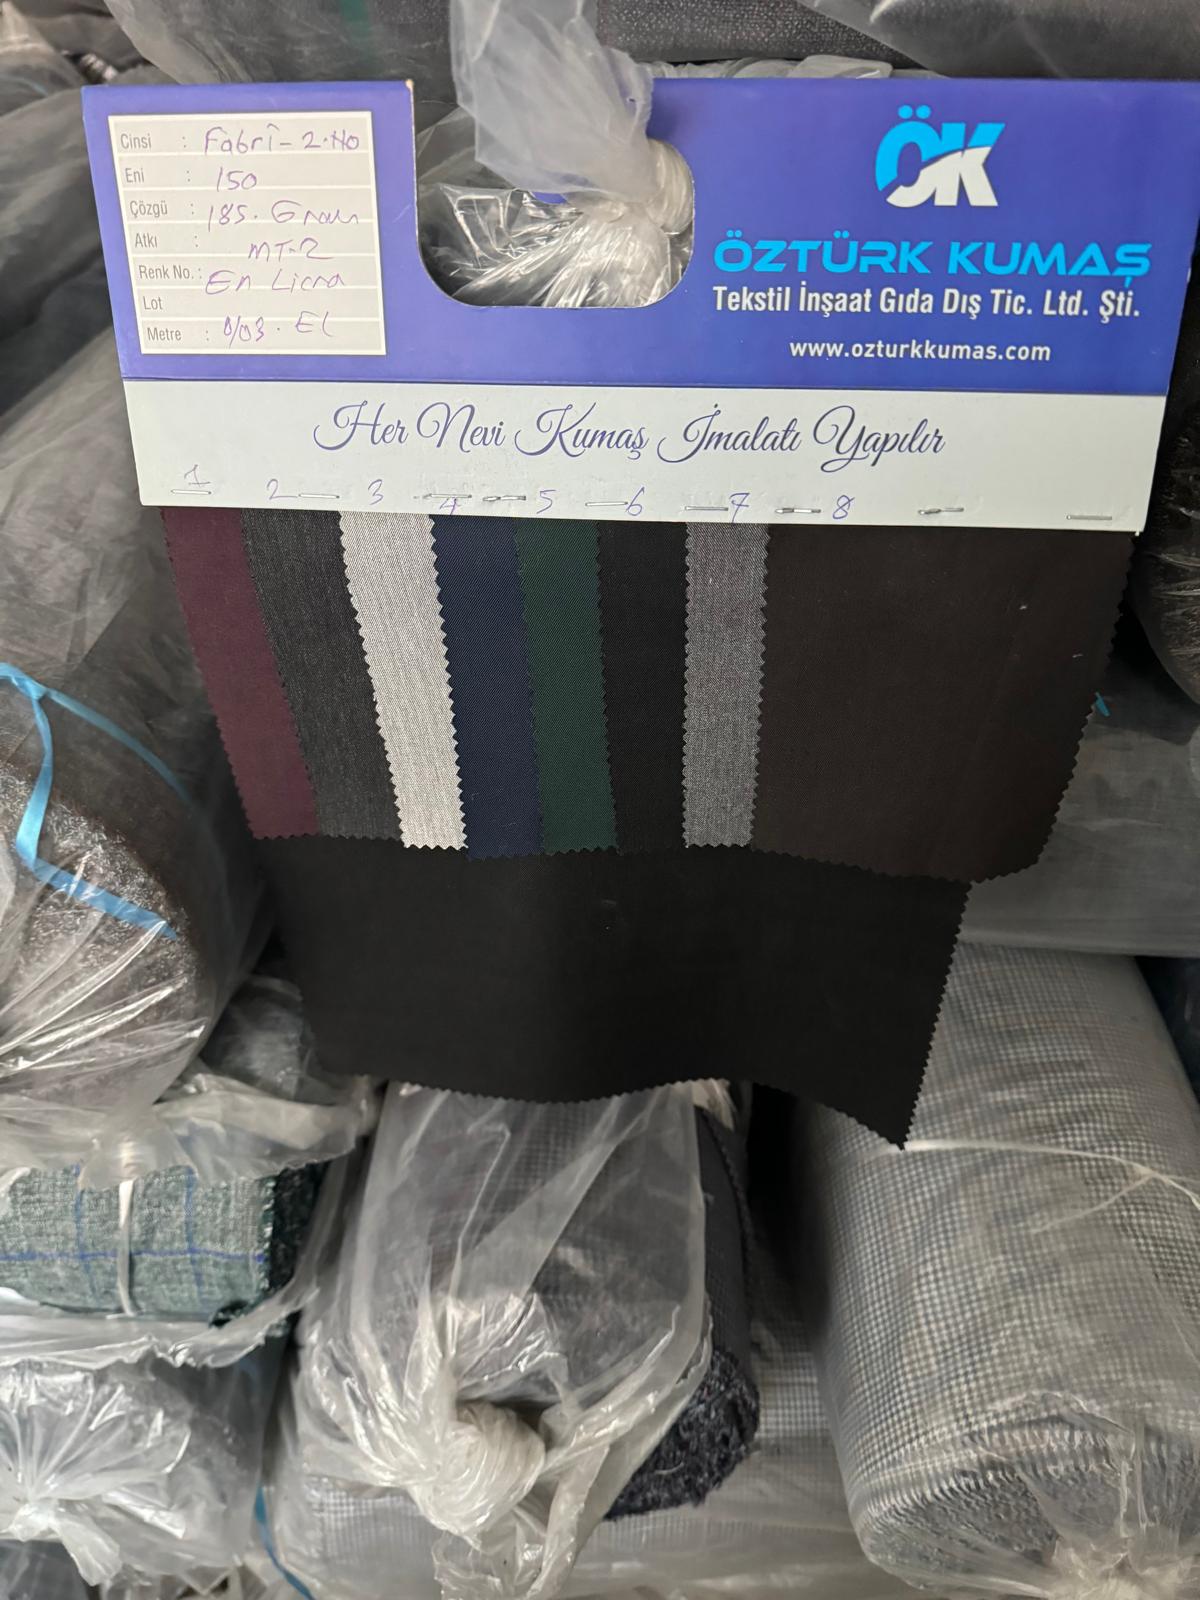 Cinsi : Fabri - 2.No
Eni : 150
Çözgü : 185. Gram
Atkı : MT-2
Renk No. : En Licra
Lot
Metre : 0/03. EL
ÖK
ÖZTÜRK KUMAŞ
Tekstil İnşaat Gıda Dış Tic. Ltd. Şti.
www.ozturkkumas.com
Her Nevi Kumaş İmalatı Yapılır
1 2 3 4 5 6 7 8